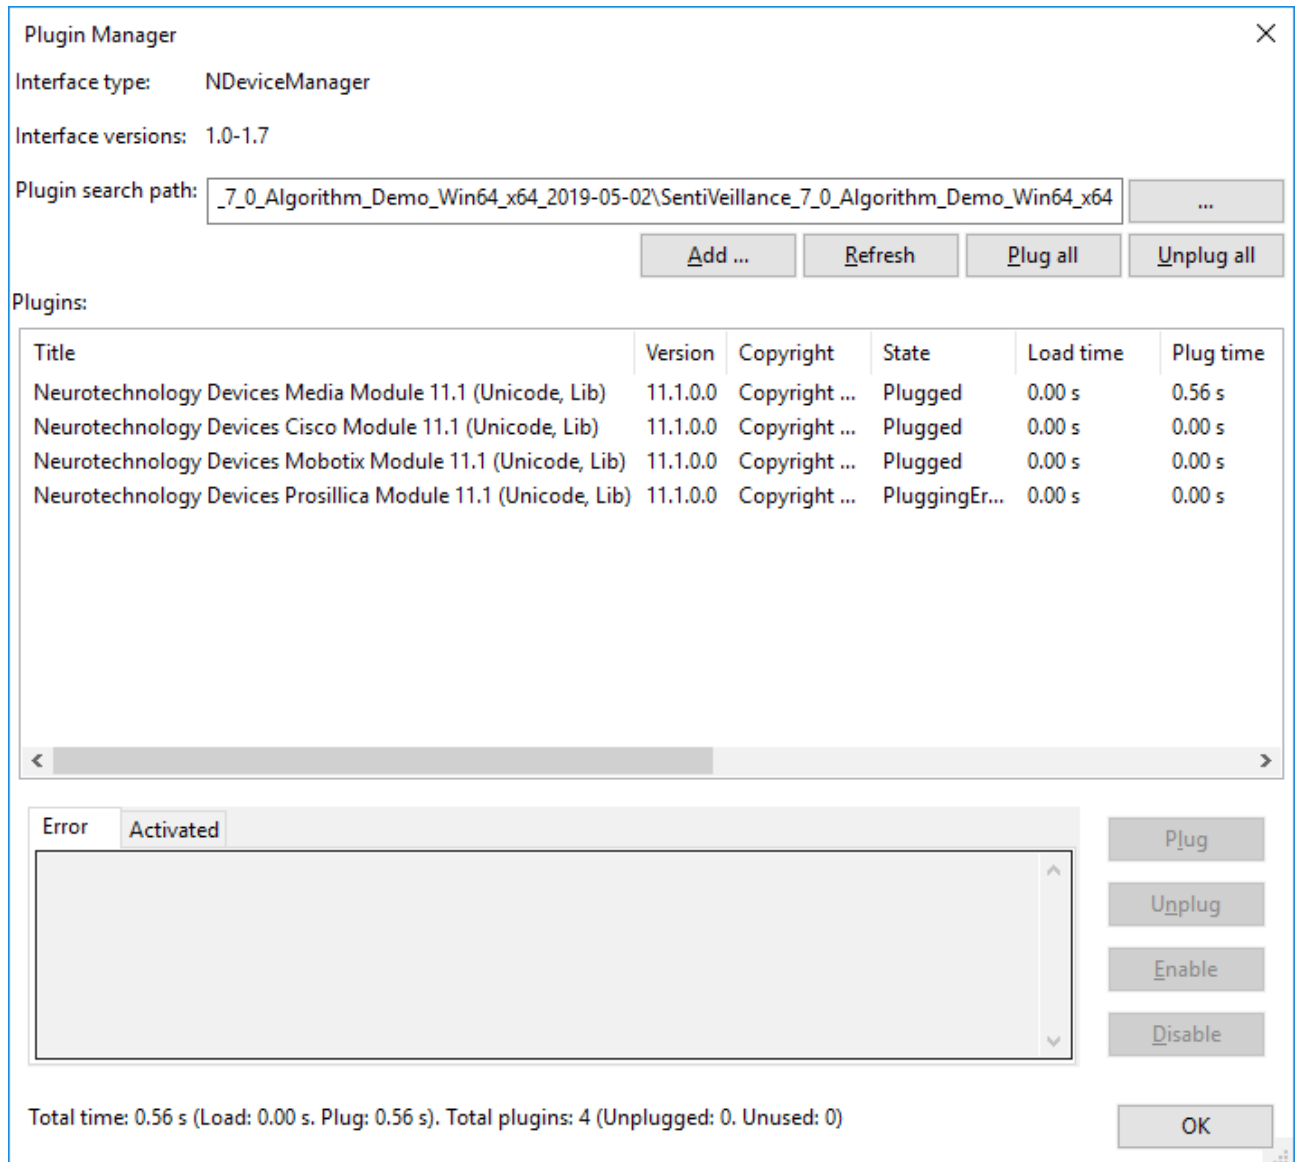 Plugin Manager
Interface type: NDeviceManager
Interface versions: 1.0-1.7
Plugin search path: _7_0_Algorithm_Demo_Win64_x64_2019-05-02\SentiVeillance_7_0_Algorithm_Demo_Win64_x64 ...
Add ... Refresh Plug all Unplug all
Plugins:
Title Version Copyright State Load time Plug time
Neurotechnology Devices Media Module 11.1 (Unicode, Lib) 11.1.0.0 Copyright ... Plugged 0.00 s 0.56 s
Neurotechnology Devices Cisco Module 11.1 (Unicode, Lib) 11.1.0.0 Copyright ... Plugged 0.00 s 0.00 s
Neurotechnology Devices Mobotix Module 11.1 (Unicode, Lib) 11.1.0.0 Copyright ... Plugged 0.00 s 0.00 s
Neurotechnology Devices Prosillica Module 11.1 (Unicode, Lib) 11.1.0.0 Copyright ... PluggingEr... 0.00 s 0.00 s
Error Activated
Plug
Unplug
Enable
Disable
Total time: 0.56 s (Load: 0.00 s. Plug: 0.56 s). Total plugins: 4 (Unplugged: 0. Unused: 0)
OK